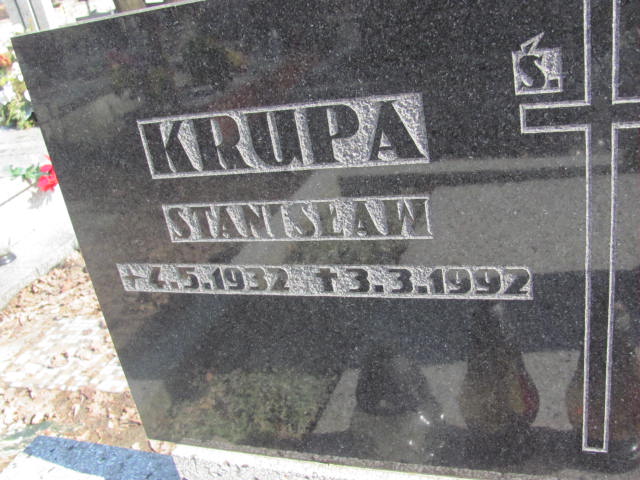 Ś.
KRUPA
STANISŁAW
+4.5.1932 †3.3.1992